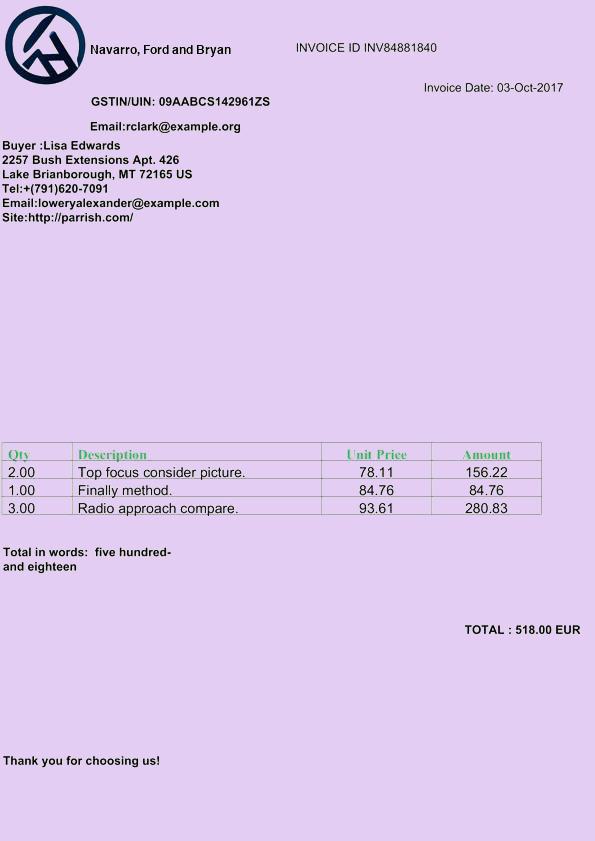 Navarro, Ford and Bryan
INVOICE ID INV84881840
Invoice Date: 03-Oct-2017
GSTIN/UIN: 09AABCS142961ZS
Email:rclark@example.org
Buyer :Lisa Edwards
2257 Bush Extensions Apt. 426
Lake Brianborough, MT 72165 US
Tel:+(791)620-7091
Email:loweryalexander@example.com
Site:http://parrish.com/
Qty Description Unit Price Amount
2.00 Top focus consider picture. 78.11 156.22
1.00 Finally method. 84.76 84.76
3.00 Radio approach compare. 93.61 280.83
Total in words: five hundred-
and eighteen
TOTAL : 518.00 EUR
Thank you for choosing us!